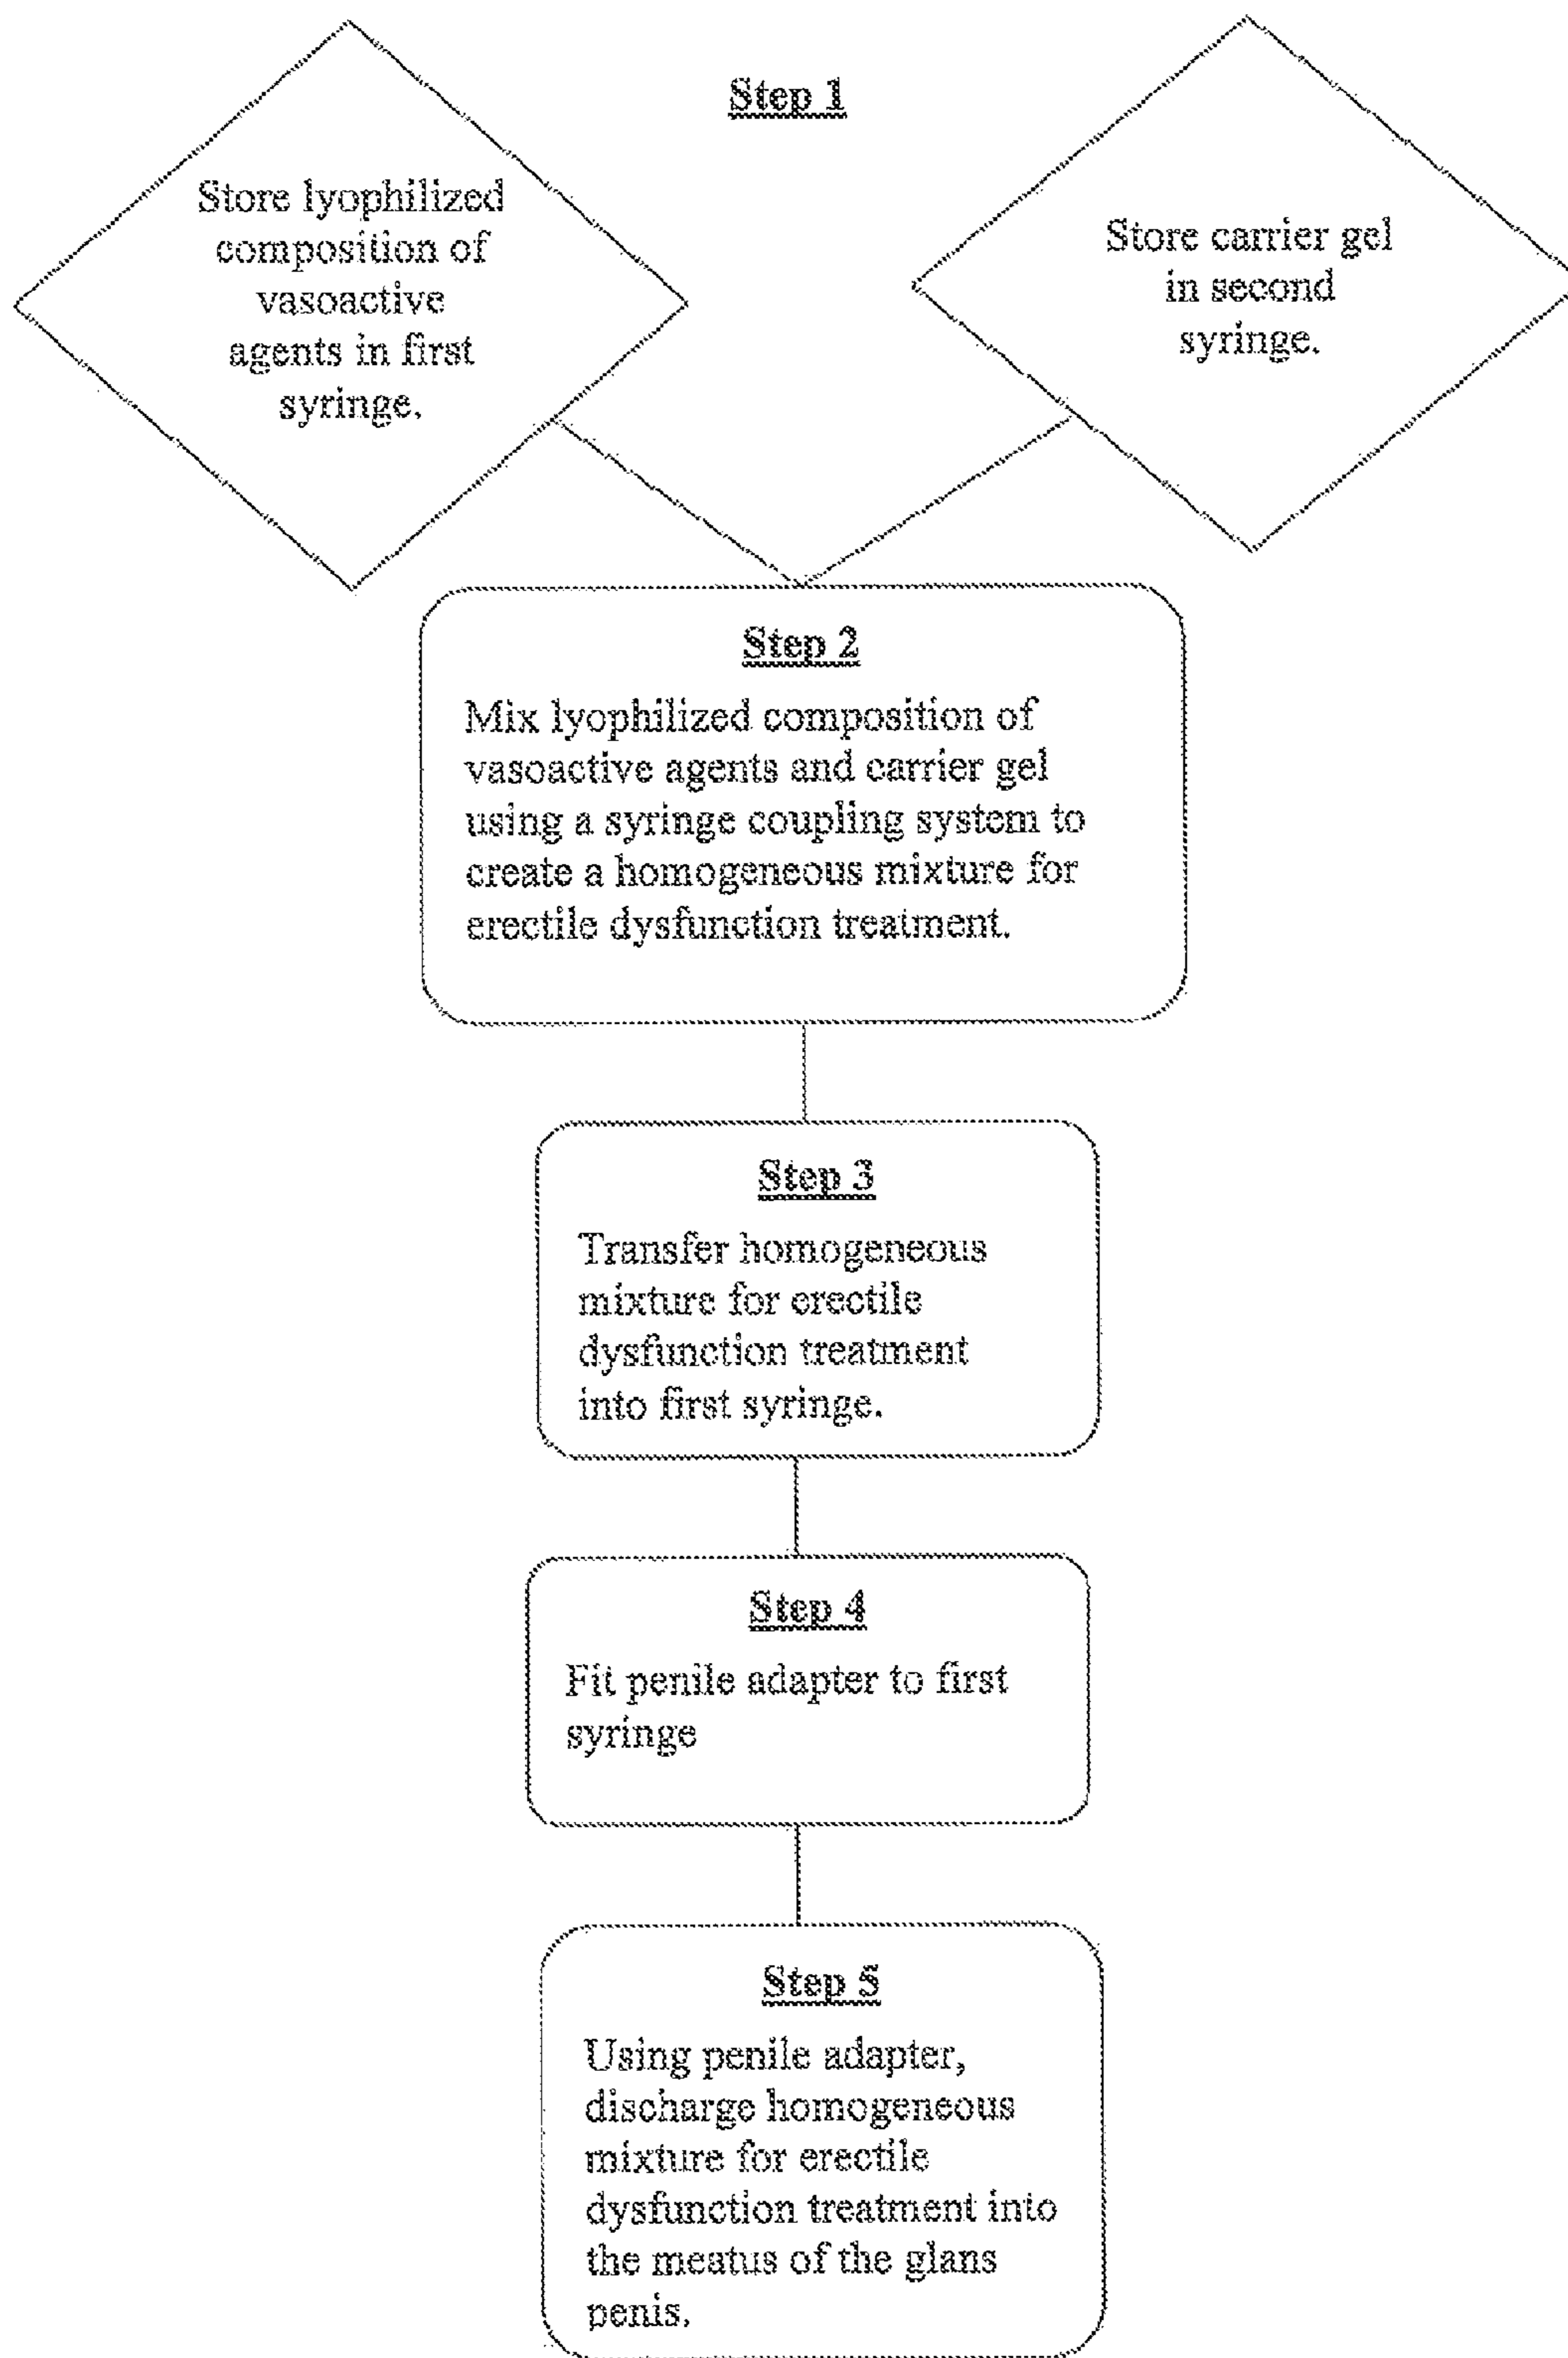 Step 1
Store lyophilized
composition of
vasoactive
agents in first
syringe.
Store carrier gel
in second
syringe.
Step 2
Mix lyophilized composition of
vasoactive agents and carrier gel
using a syringe coupling system to
create a homogeneous mixture for
erectile dysfunction treatment.
Step 3
Transfer homogeneous
mixture for erectile
dysfunction treatment
into first syringe.
Step 4
Fit penile adapter to first
syringe
Step 5
Using penile adapter,
discharge homogeneous
mixture for erectile
dysfunction treatment into
the meatus of the glans
penis.